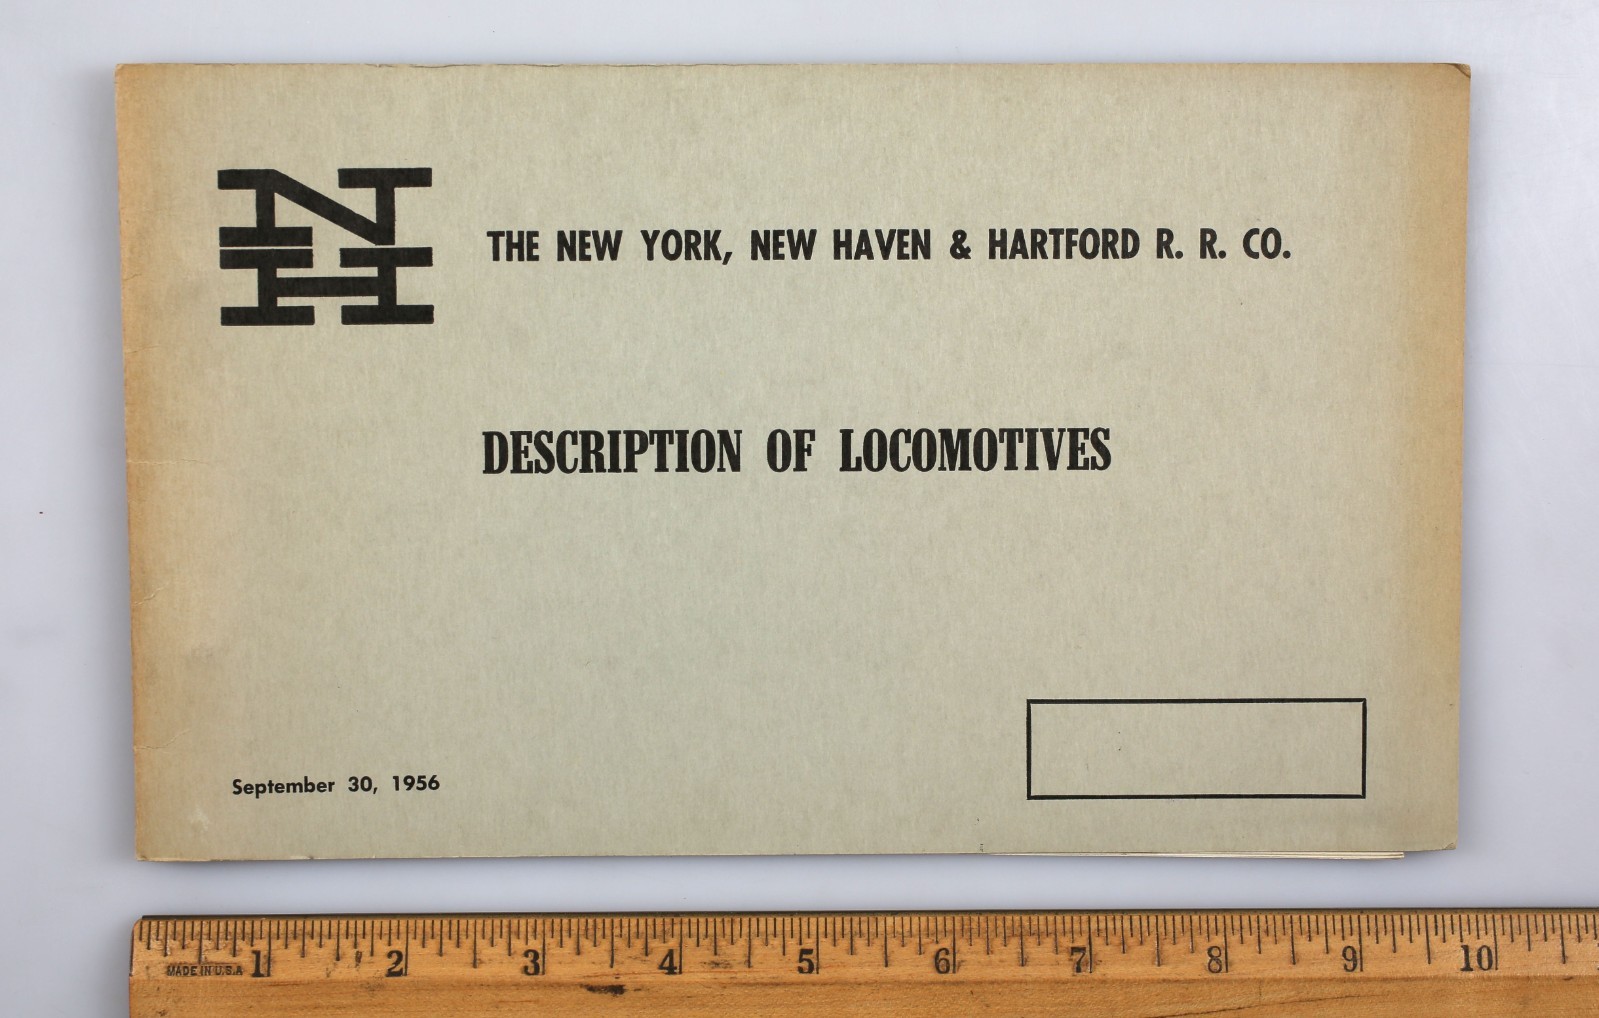 NH
THE NEW YORK, NEW HAVEN & HARTFORD R. R. CO.
DESCRIPTION OF LOCOMOTIVES
September 30, 1956
MADE IN U.S.A
1 2 3 4 5 6 7 8 9 10